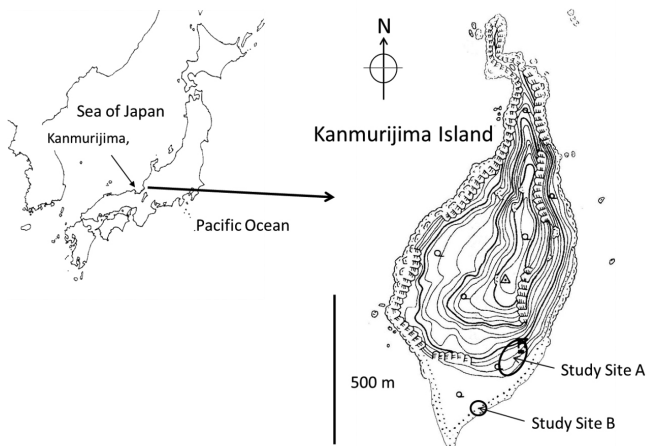 Sea of Japan
Kanmurijima,
Pacific Ocean
N
Kanmurijima Island
500 m
Study Site A
Study Site B